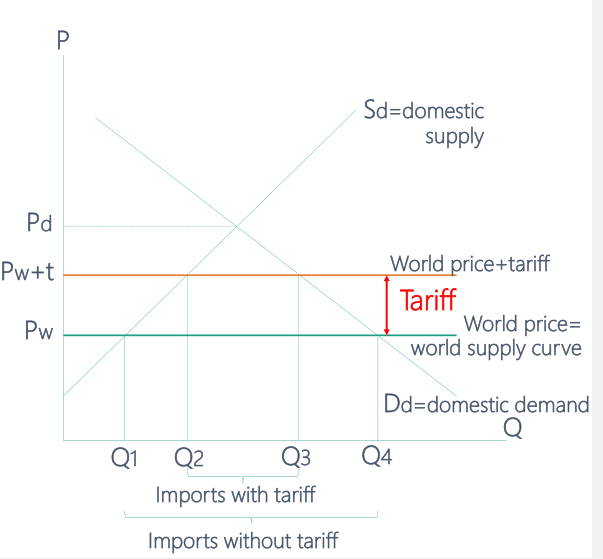 P
Sd=domestic
supply
Pd
World price+tariff
Pw+t
Tariff
World price=
Pw
world supply curve
Dd=domestic demand
Q
Q1 Q2 Q3 Q4
Imports with tariff
Imports without tariff